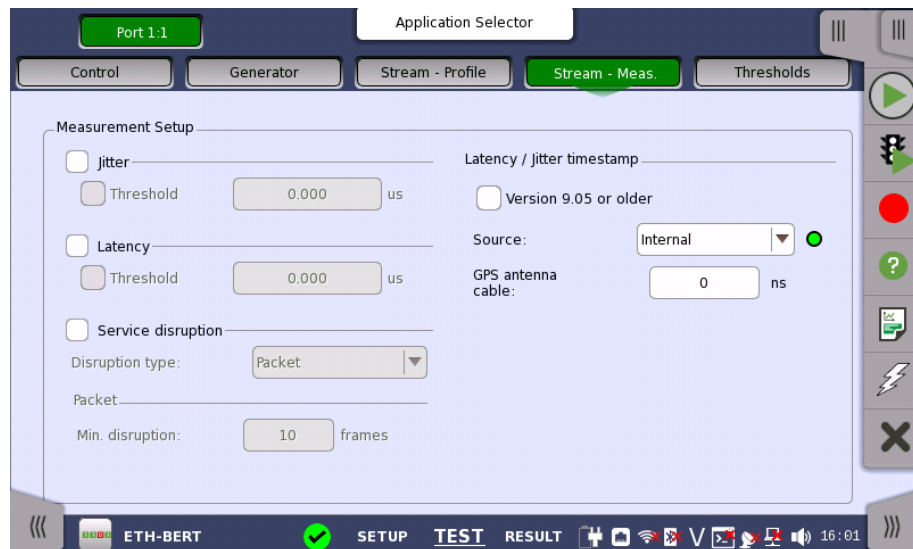 Port 1:1
Application Selector
Control
Generator
Stream - Profile
Stream - Meas.
Thresholds
Measurement Setup
Jitter
Threshold
0.000
us
Latency
Threshold
0.000
us
Service disruption
Disruption type:
Packet
Packet
Min. disruption:
10
frames
Latency / Jitter timestamp
Version 9.05 or older
Source:
Internal
GPS antenna
cable:
0
ns
ETH-BERT
SETUP
TEST
RESULT
16:01